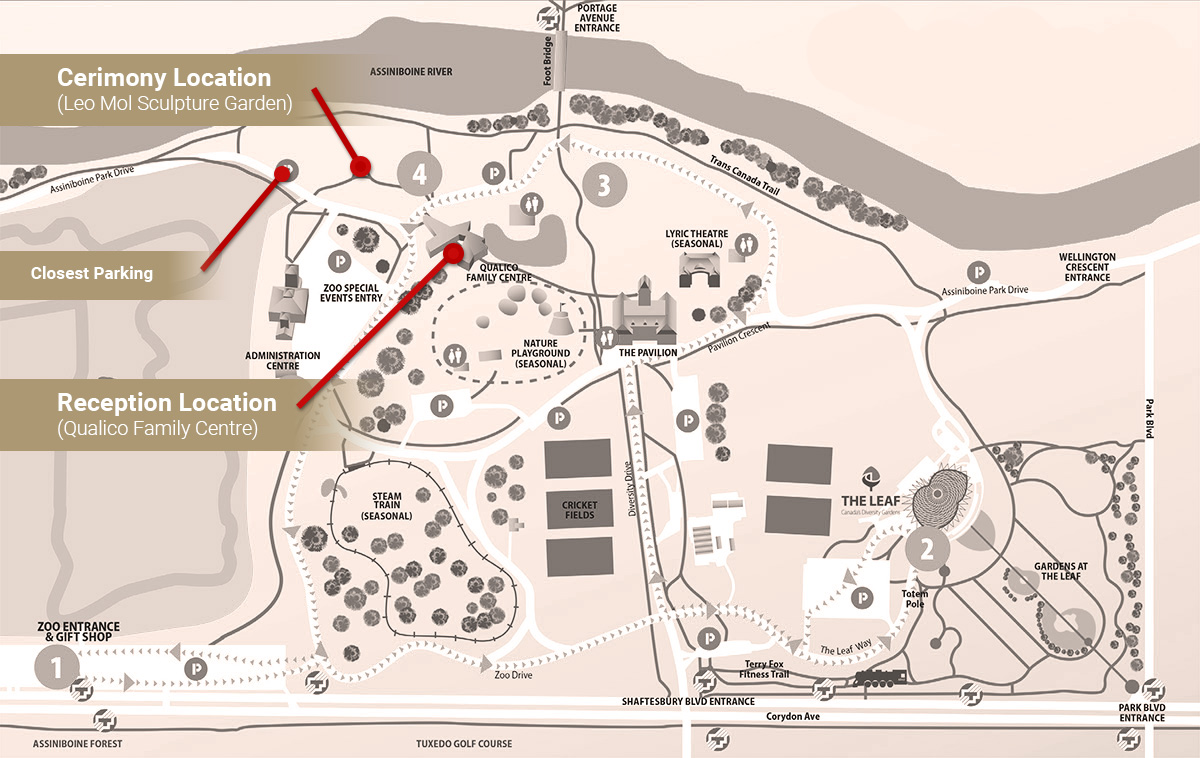 PORTAGE
AVENUE
ENTRANCE
Foot Bridge
ASSINIBOINE RIVER
Cerimony Location
(Leo Mol Sculpture Garden)
Trans Canada Trail
Assiniboine Park Drive
P
4
P
3
Closest Parking
P
ZOO SPECIAL
EVENTS ENTRY
QUALICO
FAMILY CENTRE
LYRIC THEATRE
(SEASONAL)
P
WELLINGTON
CRESCENT
ENTRANCE
Assiniboine Park Drive
ADMINISTRATION
CENTRE
NATURE
PLAYGROUND
(SEASONAL)
THE PAVILION
Pavilion Crescent
Reception Location
(Qualico Family Centre)
P
P
P
Park Blvd
STEAM
TRAIN
(SEASONAL)
CRICKET
FIELDS
Diversity Drive
THE LEAF
Canada's Diversity Gardens
2
GARDENS AT
THE LEAF
P
Totem
Pole
ZOO ENTRANCE
& GIFT SHOP
1
P
Zoo Drive
P
The Leaf Way
Terry Fox
Fitness Trail
SHAFTESBURY BLVD ENTRANCE
Corydon Ave
PARK BLVD
ENTRANCE
ASSINIBOINE FOREST
TUXEDO GOLF COURSE